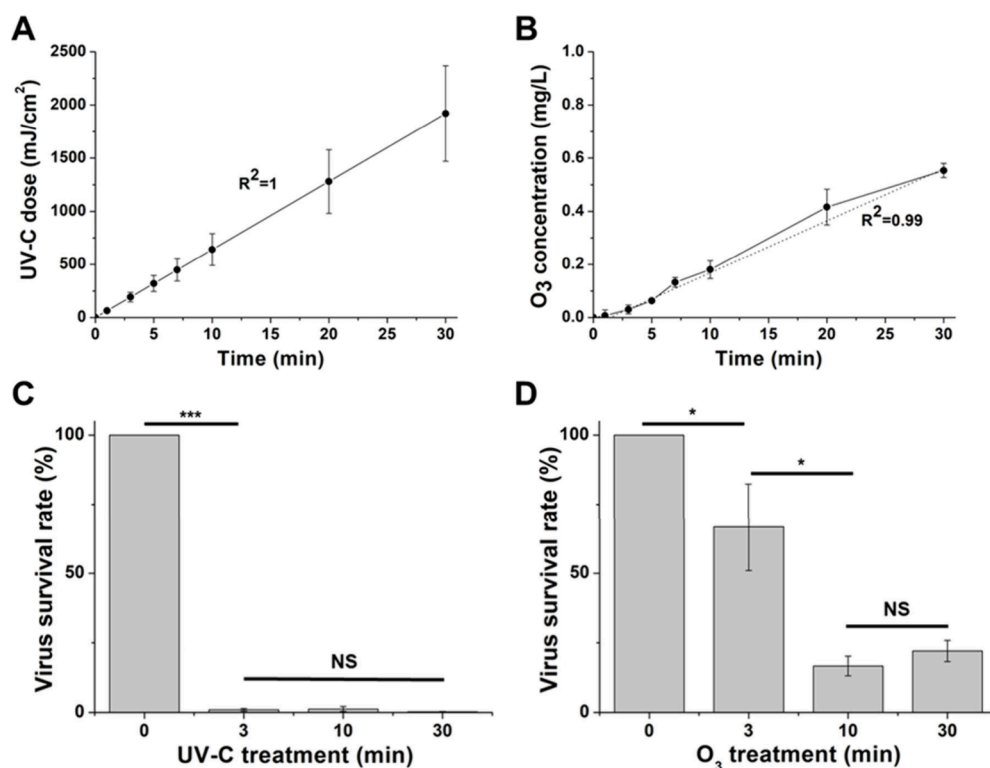 A
2500
2000
1500
1000
500
0
UV-C dose (mJ/cm²)
R²=1
0 5 10 15 20 25 30
Time (min)
B
1.0
0.8
0.6
0.4
0.2
0.0
O₃ concentration (mg/L)
R²=0.99
0 5 10 15 20 25 30
Time (min)
C
***
100
50
0
Virus survival rate (%)
NS
0 3 10 30
UV-C treatment (min)
D
*
*
100
50
0
Virus survival rate (%)
NS
0 3 10 30
O₃ treatment (min)